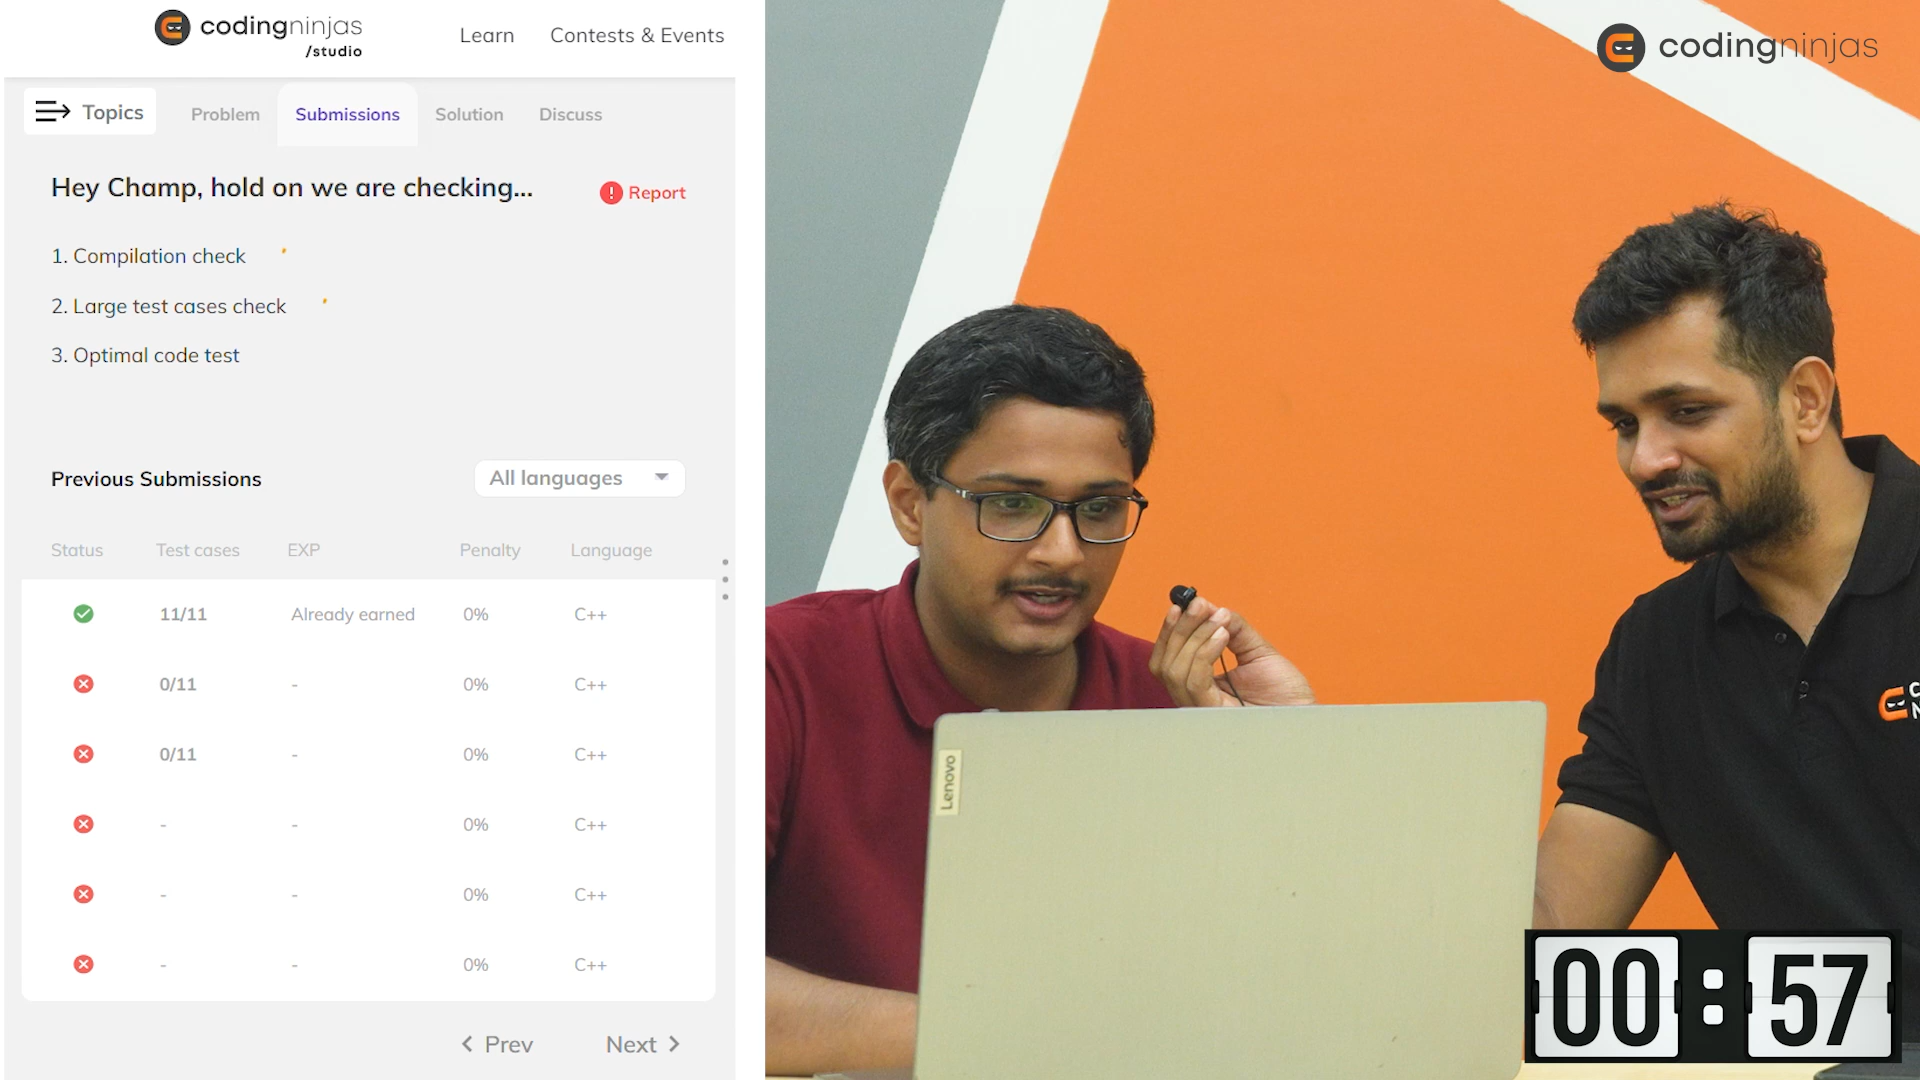 codingninjas
/studio
Learn
Contests & Events
Topics
Problem
Submissions
Solution
Discuss
Hey Champ, hold on we are checking...
Report
1. Compilation check
2. Large test cases check
3. Optimal code test
Previous Submissions
All languages
Status
Test cases
EXP
Penalty
Language
11/11
Already earned
0%
C++
0/11
-
0%
C++
0/11
-
0%
C++
-
-
0%
C++
-
-
0%
C++
-
-
0%
C++
Prev
Next
codingninjas
Lenovo
00:57